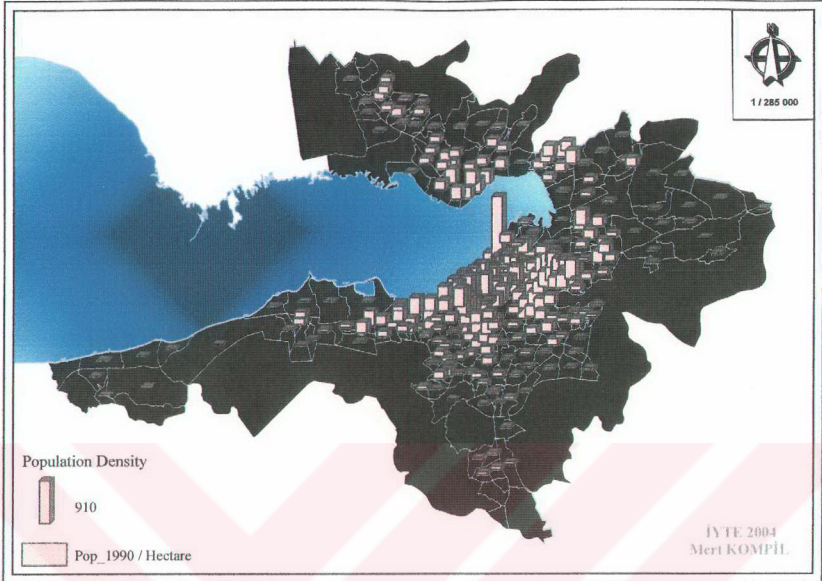 N
1 / 285 000
Population Density
910
Pop_1990 / Hectare
İYTE 2004
Mert KOMPİL